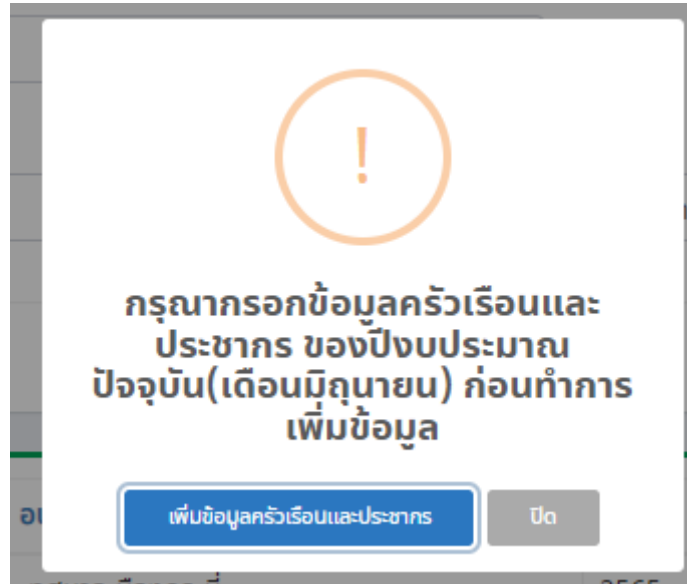 !
กรุณากรอกข้อมูลครัวเรือนและ
ประชากร ของปีงบประมาณ
ปัจจุบัน(เดือนมิถุนายน) ก่อนทำการ
เพิ่มข้อมูล
เพิ่มข้อมูลครัวเรือนและประชากร ปิด
2565